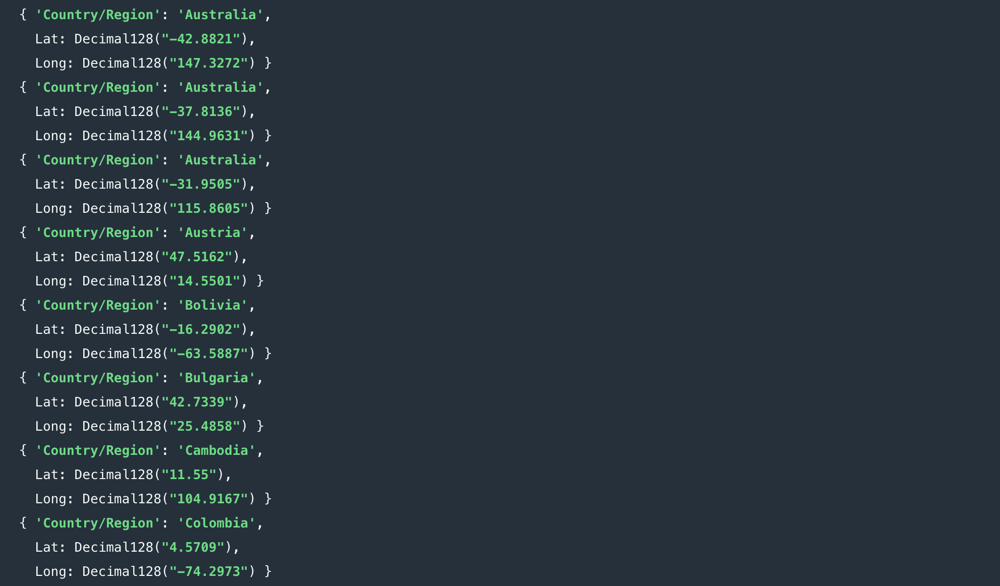 { 'Country/Region': 'Australia',
Lat: Decimal128("-42.8821"),
Long: Decimal128("147.3272") }
{ 'Country/Region': 'Australia',
Lat: Decimal128("-37.8136"),
Long: Decimal128("144.9631") }
{ 'Country/Region': 'Australia',
Lat: Decimal128("-31.9505"),
Long: Decimal128("115.8605") }
{ 'Country/Region': 'Austria',
Lat: Decimal128("47.5162"),
Long: Decimal128("14.5501") }
{ 'Country/Region': 'Bolivia',
Lat: Decimal128("-16.2902"),
Long: Decimal128("-63.5887") }
{ 'Country/Region': 'Bulgaria',
Lat: Decimal128("42.7339"),
Long: Decimal128("25.4858") }
{ 'Country/Region': 'Cambodia',
Lat: Decimal128("11.55"),
Long: Decimal128("104.9167") }
{ 'Country/Region': 'Colombia',
Lat: Decimal128("4.5709"),
Long: Decimal128("-74.2973") }